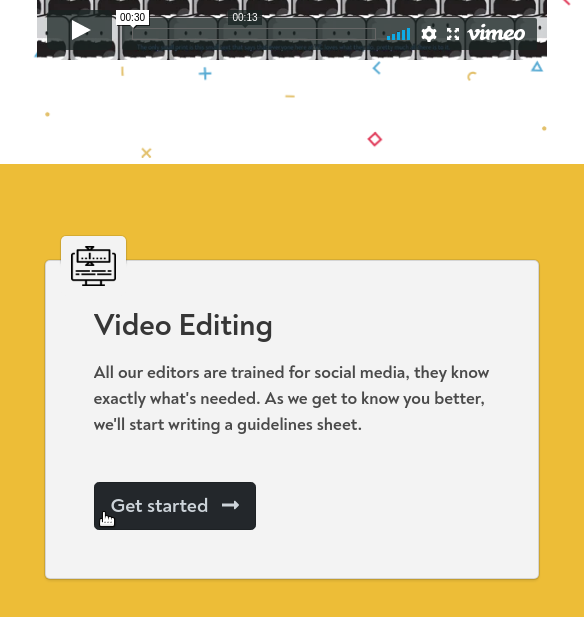 00:30
00:13
vimeo
Video Editing
All our editors are trained for social media, they know
exactly what's needed. As we get to know you better,
we'll start writing a guidelines sheet.
Get started